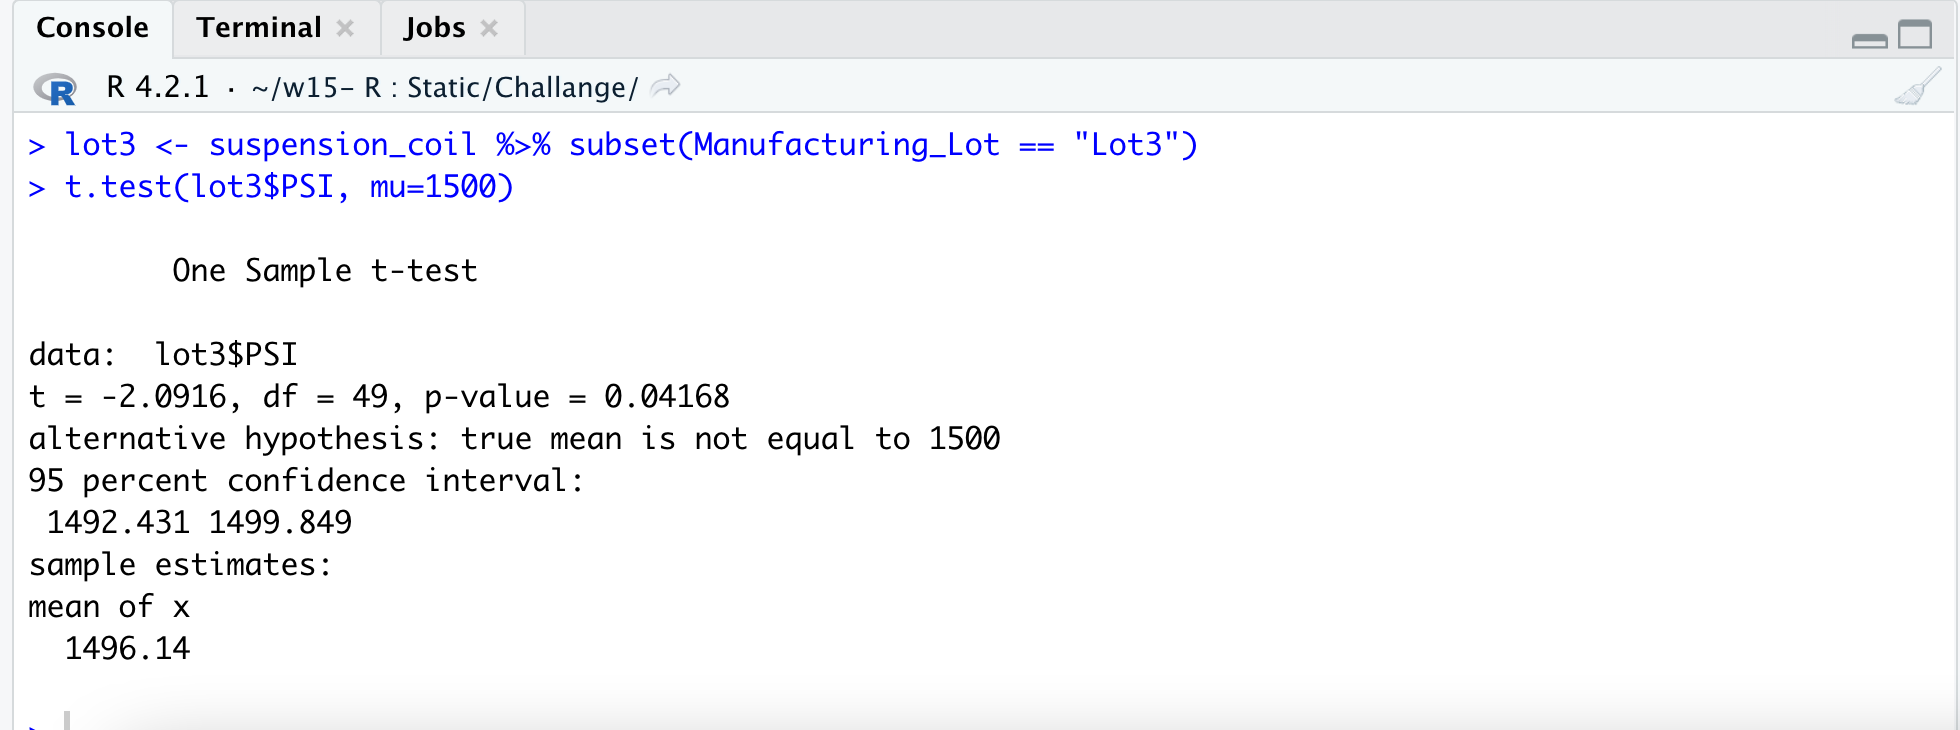 Console Terminal Jobs
R R 4.2.1 · ~/w15- R : Static/Challange/
> lot3 <- suspension_coil %>% subset(Manufacturing_Lot == "Lot3")
> t.test(lot3$PSI, mu=1500)
One Sample t-test
data:  lot3$PSI
t = -2.0916, df = 49, p-value = 0.04168
alternative hypothesis: true mean is not equal to 1500
95 percent confidence interval:
1492.431 1499.849
sample estimates:
mean of x
1496.14
>